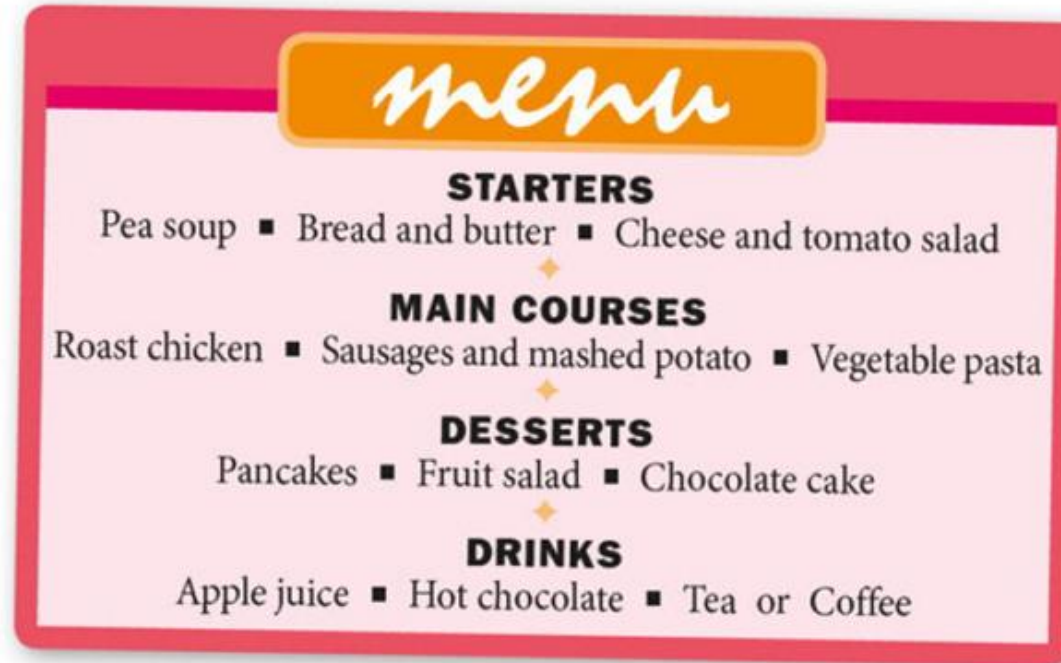 menu
STARTERS
Pea soup ▪ Bread and butter ▪ Cheese and tomato salad
MAIN COURSES
Roast chicken ▪ Sausages and mashed potato ▪ Vegetable pasta
DESSERTS
Pancakes ▪ Fruit salad ▪ Chocolate cake
DRINKS
Apple juice ▪ Hot chocolate ▪ Tea or Coffee